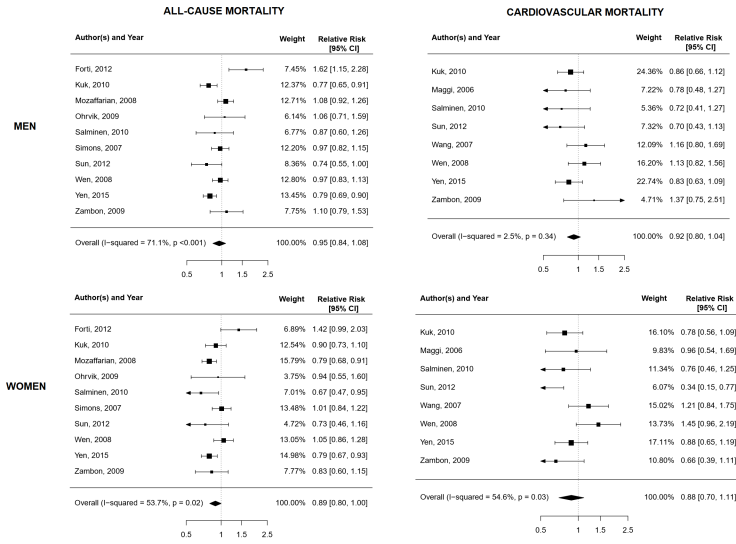 ALL-CAUSE MORTALITY
CARDIOVASCULAR MORTALITY
MEN
Author(s) and Year Weight Relative Risk [95% CI]
Forti, 2012 7.45% 1.62 [1.15, 2.28]
Kuk, 2010 12.37% 0.77 [0.65, 0.91]
Mozaffarian, 2008 12.71% 1.08 [0.92, 1.26]
Ohrvik, 2009 6.14% 1.06 [0.71, 1.59]
Salminen, 2010 6.77% 0.87 [0.60, 1.26]
Simons, 2007 12.20% 0.97 [0.82, 1.15]
Sun, 2012 8.36% 0.74 [0.55, 1.00]
Wen, 2008 12.80% 0.97 [0.83, 1.13]
Yen, 2015 13.45% 0.79 [0.69, 0.90]
Zambon, 2009 7.75% 1.10 [0.79, 1.53]
Overall (I-squared = 71.1%, p <0.001) 100.00% 0.95 [0.84, 1.08]
0.5 1 1.5 2.5
Author(s) and Year Weight Relative Risk [95% CI]
Kuk, 2010 24.36% 0.86 [0.66, 1.12]
Maggi, 2006 7.22% 0.78 [0.48, 1.27]
Salminen, 2010 5.36% 0.72 [0.41, 1.27]
Sun, 2012 7.32% 0.70 [0.43, 1.13]
Wang, 2007 12.09% 1.16 [0.80, 1.69]
Wen, 2008 16.20% 1.13 [0.82, 1.56]
Yen, 2015 22.74% 0.83 [0.63, 1.09]
Zambon, 2009 4.71% 1.37 [0.75, 2.51]
Overall (I-squared = 2.5%, p = 0.34) 100.00% 0.92 [0.80, 1.04]
0.5 1 1.5 2.5
WOMEN
Author(s) and Year Weight Relative Risk [95% CI]
Forti, 2012 6.89% 1.42 [0.99, 2.03]
Kuk, 2010 12.54% 0.90 [0.73, 1.10]
Mozaffarian, 2008 15.79% 0.79 [0.68, 0.91]
Ohrvik, 2009 3.75% 0.94 [0.55, 1.60]
Salminen, 2010 7.01% 0.67 [0.47, 0.95]
Simons, 2007 13.48% 1.01 [0.84, 1.22]
Sun, 2012 4.72% 0.73 [0.46, 1.16]
Wen, 2008 13.05% 1.05 [0.86, 1.28]
Yen, 2015 14.98% 0.79 [0.67, 0.93]
Zambon, 2009 7.77% 0.83 [0.60, 1.15]
Overall (I-squared = 53.7%, p = 0.02) 100.00% 0.89 [0.80, 1.00]
0.5 1 1.5 2.5
Author(s) and Year Weight Relative Risk [95% CI]
Kuk, 2010 16.10% 0.78 [0.56, 1.09]
Maggi, 2006 9.83% 0.96 [0.54, 1.69]
Salminen, 2010 11.34% 0.76 [0.46, 1.25]
Sun, 2012 6.07% 0.34 [0.15, 0.77]
Wang, 2007 15.02% 1.21 [0.84, 1.75]
Wen, 2008 13.73% 1.45 [0.96, 2.19]
Yen, 2015 17.11% 0.88 [0.65, 1.19]
Zambon, 2009 10.80% 0.66 [0.39, 1.11]
Overall (I-squared = 54.6%, p = 0.03) 100.00% 0.88 [0.70, 1.11]
0.5 1 1.5 2.5